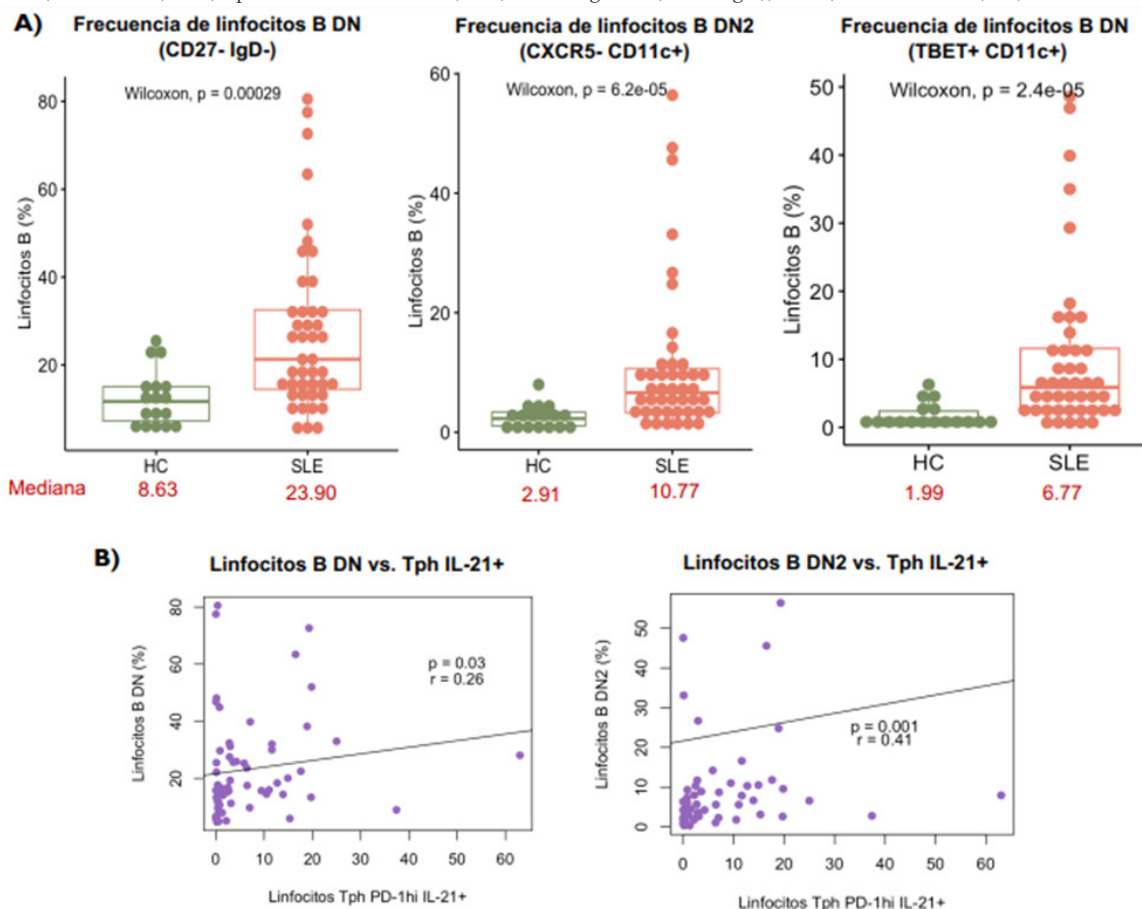 A)
Frecuencia de linfocitos B DN
(CD27- IgD-)
Wilcoxon, p = 0.00029
Linfocitos B (%)
80
60
40
20
HC
SLE
Mediana
8.63
23.90
Frecuencia de linfocitos B DN2
(CXCR5- CD11c+)
Wilcoxon, p = 6.2e-05
Linfocitos B (%)
60
40
20
0
HC
SLE
2.91
10.77
Frecuencia de linfocitos B DN
(TBET+ CD11c+)
Wilcoxon, p = 2.4e-05
Linfocitos B (%)
50
40
30
20
10
0
HC
SLE
1.99
6.77
B)
Linfocitos B DN vs. Tph IL-21+
Linfocitos B DN (%)
80
60
40
20
p = 0.03
r = 0.26
0 10 20 30 40 50 60
Linfocitos Tph PD-1hi IL-21+
Linfocitos B DN2 vs. Tph IL-21+
Linfocitos B DN2 (%)
50
40
30
20
10
0
p = 0.001
r = 0.41
0 10 20 30 40 50 60
Linfocitos Tph PD-1hi IL-21+